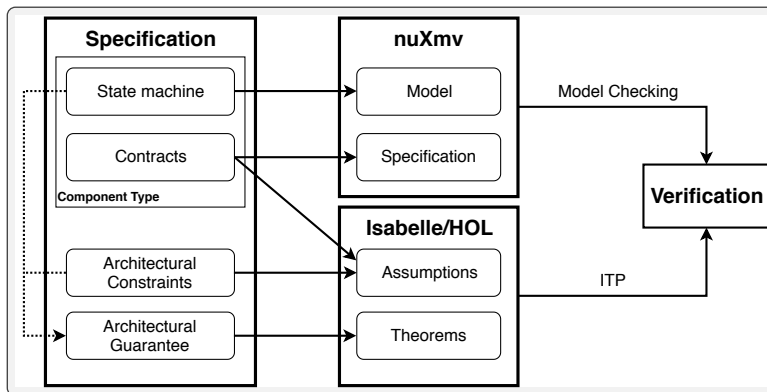 Specification
State machine
Contracts
Component Type
Architectural
Constraints
Architectural
Guarantee
nuXmv
Model
Specification
Isabelle/HOL
Assumptions
Theorems
Model Checking
ITP
Verification